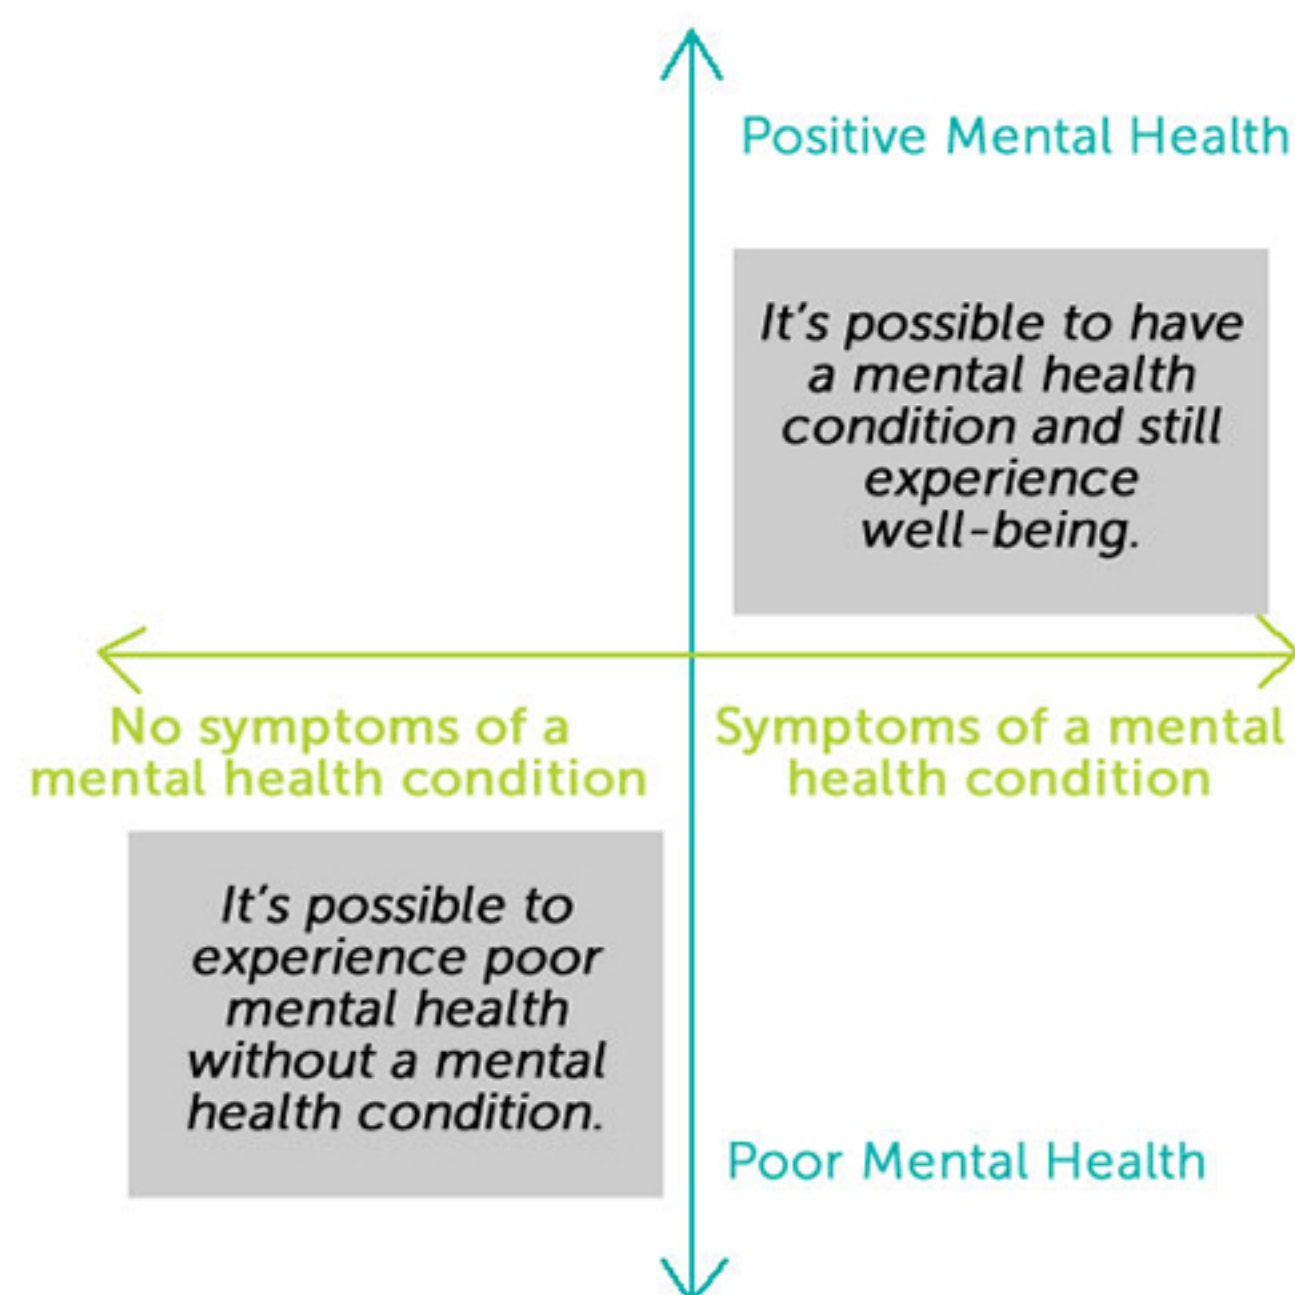 Positive Mental Health
It's possible to have
a mental health
condition and still
experience
well-being.
No symptoms of a
mental health condition
Symptoms of a mental
health condition
It's possible to
experience poor
mental health
without a mental
health condition.
Poor Mental Health